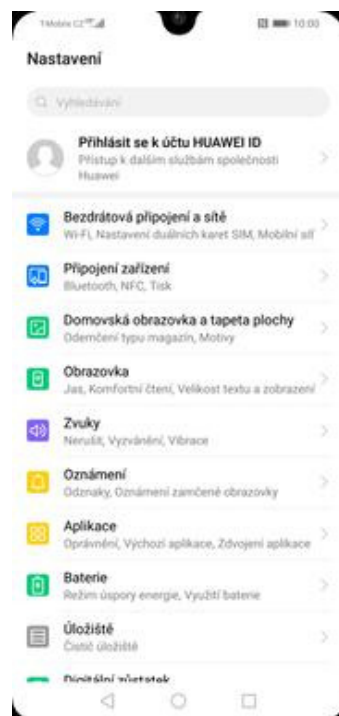 T-Mobile CZ
10:00
Nastavení
Vyhledávání
Přihlásit se k účtu HUAWEI ID
Přístup k dalším službám společnosti
Huawei
Bezdrátová připojení a sítě
Wi-Fi, Nastavení duálních karet SIM, Mobilní síť
Připojení zařízení
Bluetooth, NFC, Tisk
Domovská obrazovka a tapeta plochy
Odemčení typu magazín, Motivy
Obrazovka
Jas, Komfortní čtení, Velikost textu a zobrazení
Zvuky
Nerušit, Vyzvánění, Vibrace
Oznámení
Odznaky, Oznámení zamčené obrazovky
Aplikace
Oprávnění, Výchozí aplikace, Zdvojení aplikace
Baterie
Režim úspory energie, Využití baterie
Úložiště
Čistič úložiště
Digitální zůstatek